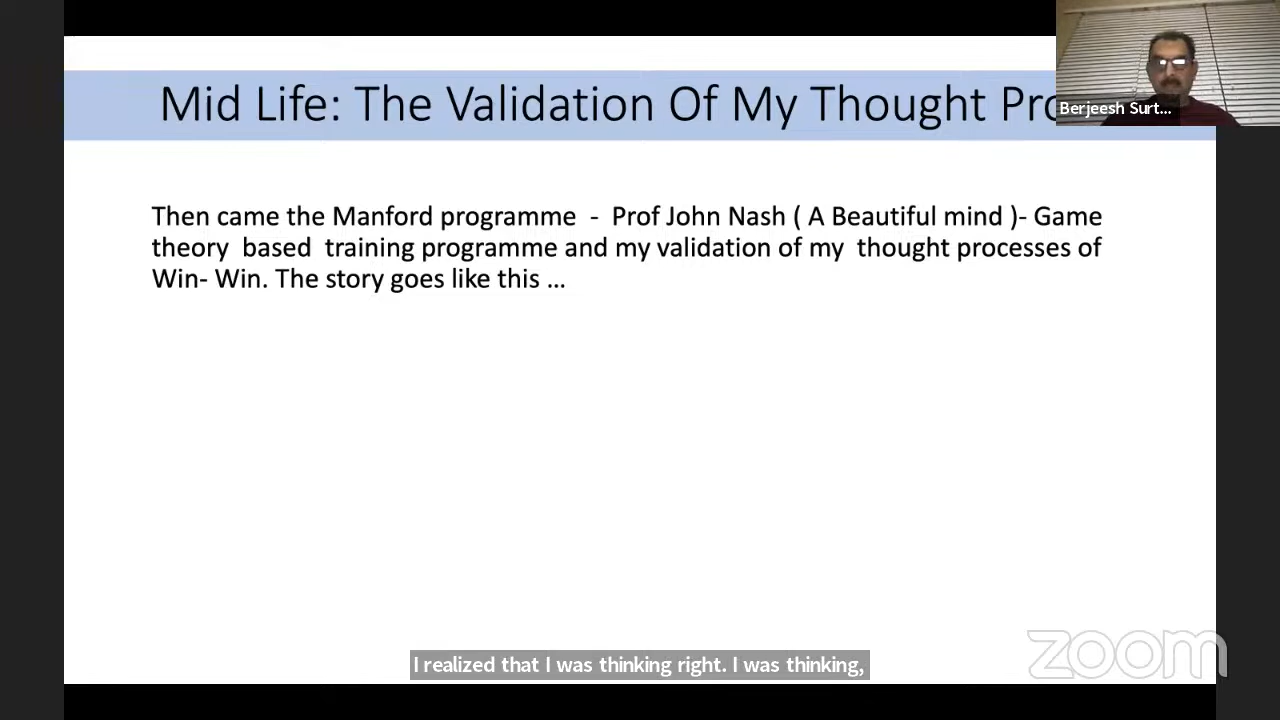 Mid Life: The Validation Of My Thought Pro
Berjeesh Surt...
Then came the Manford programme - Prof John Nash ( A Beautiful mind )- Game
theory based training programme and my validation of my thought processes of
Win- Win. The story goes like this ...
I realized that I was thinking right. I was thinking,
zoom